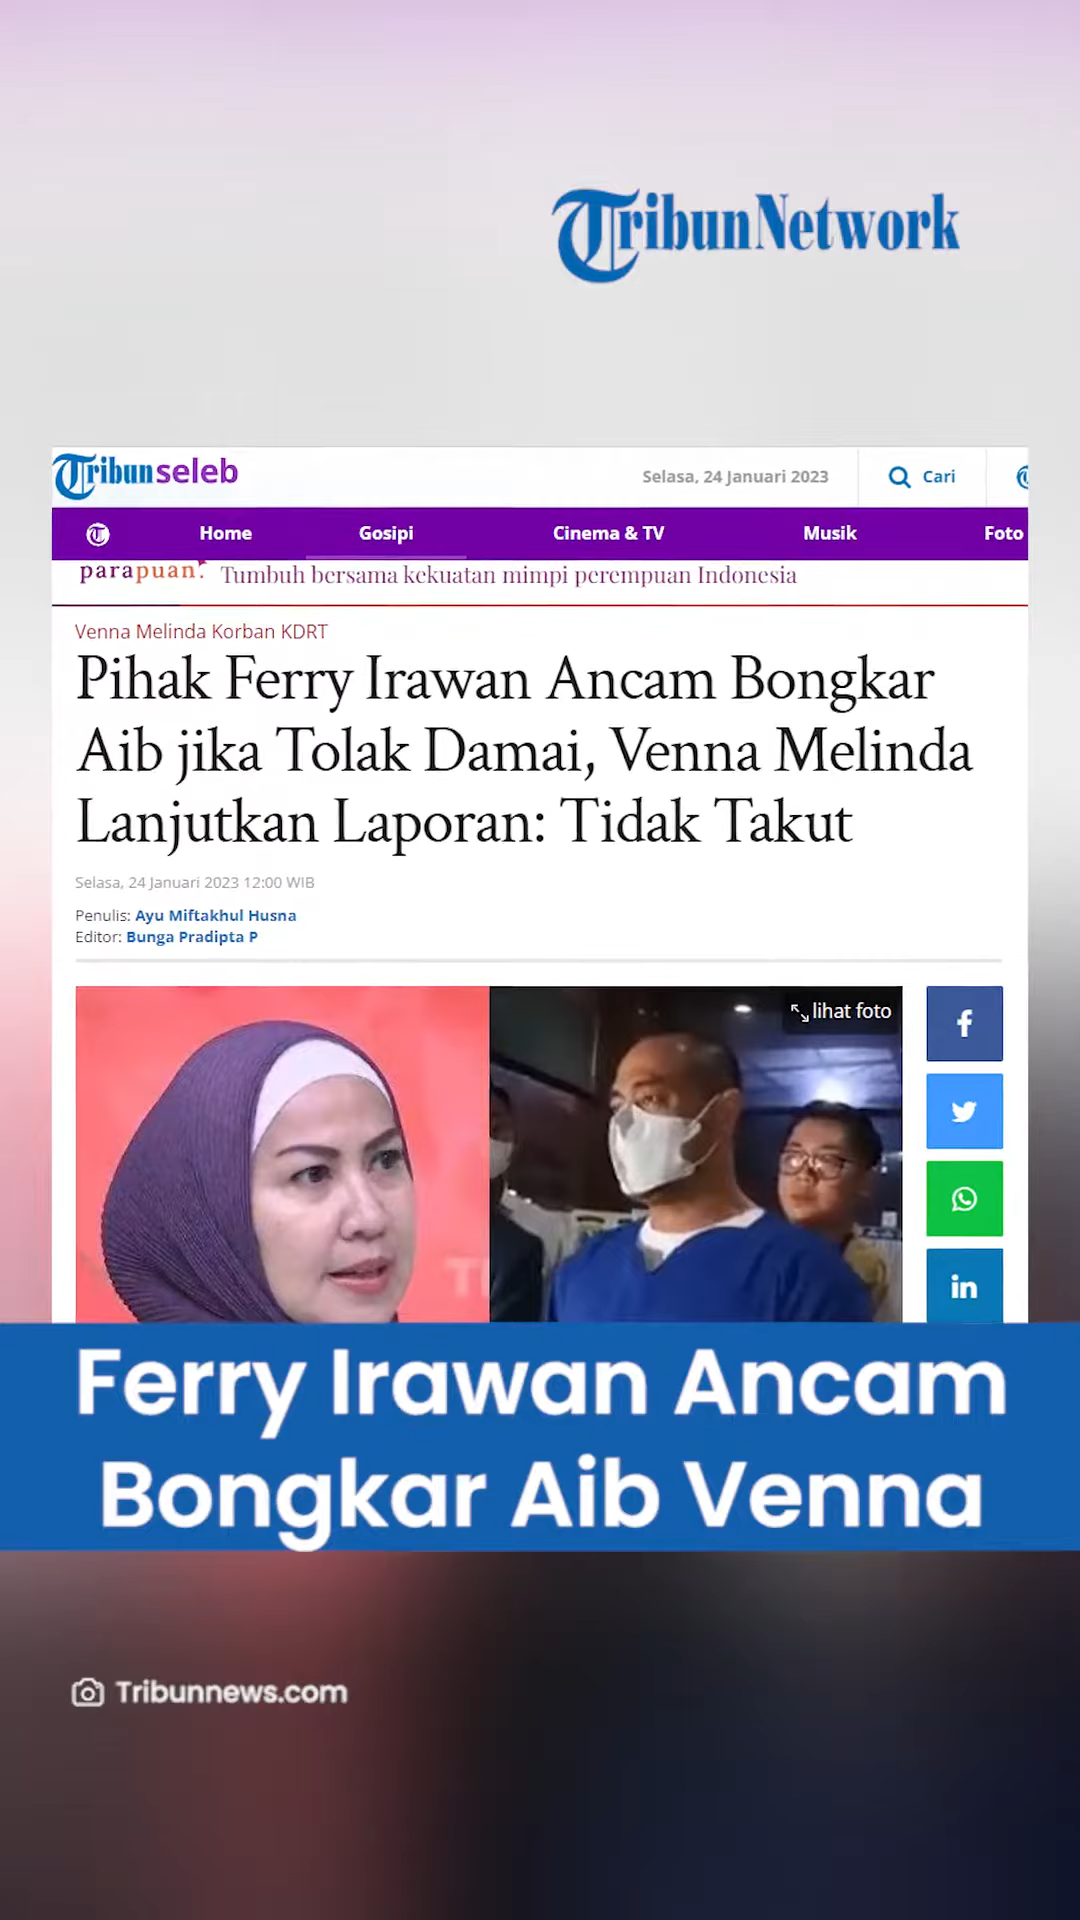 TribunNetwork
Tribunseleb
Selasa, 24 Januari 2023
Cari
Home Gosipi Cinema & TV Musik Foto
parapuan. Tumbuh bersama kekuatan mimpi perempuan Indonesia
Venna Melinda Korban KDRT
Pihak Ferry Irawan Ancam Bongkar
Aib jika Tolak Damai, Venna Melinda
Lanjutkan Laporan: Tidak Takut
Selasa, 24 Januari 2023 12:00 WIB
Penulis: Ayu Miftakhul Husna
Editor: Bunga Pradipta P
lihat foto
Ferry Irawan Ancam
Bongkar Aib Venna
Tribunnews.com